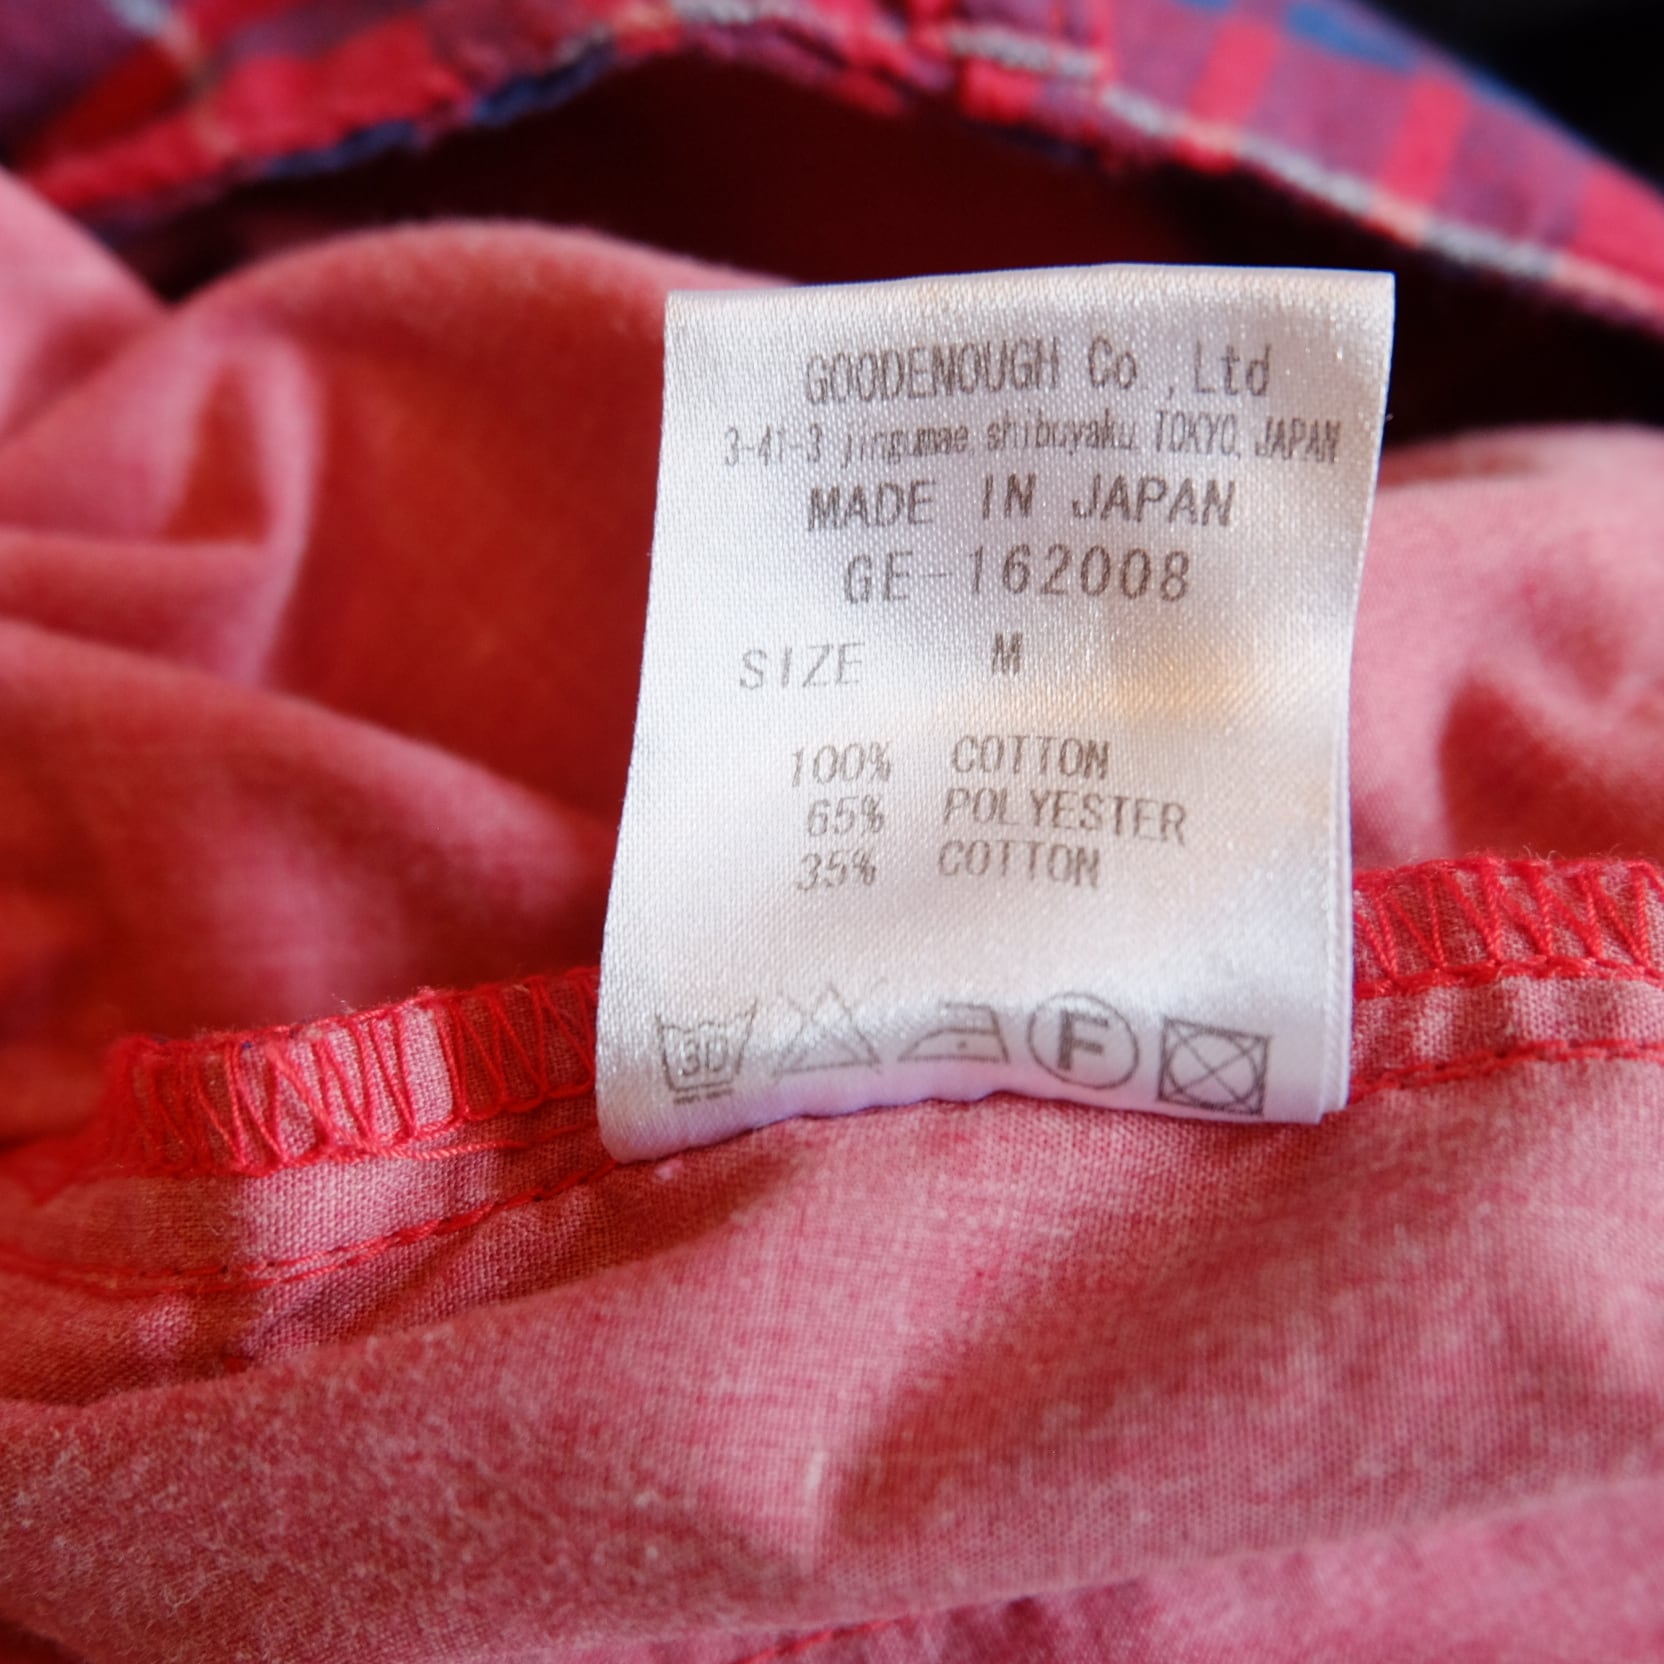 GOODENOUGH Co ,Ltd
3-41-3 jingumae shibuyaku TOKYO, JAPAN
MADE IN JAPAN
GE-162008
SIZE M
100% COTTON
65% POLYESTER
35% COTTON
30 F